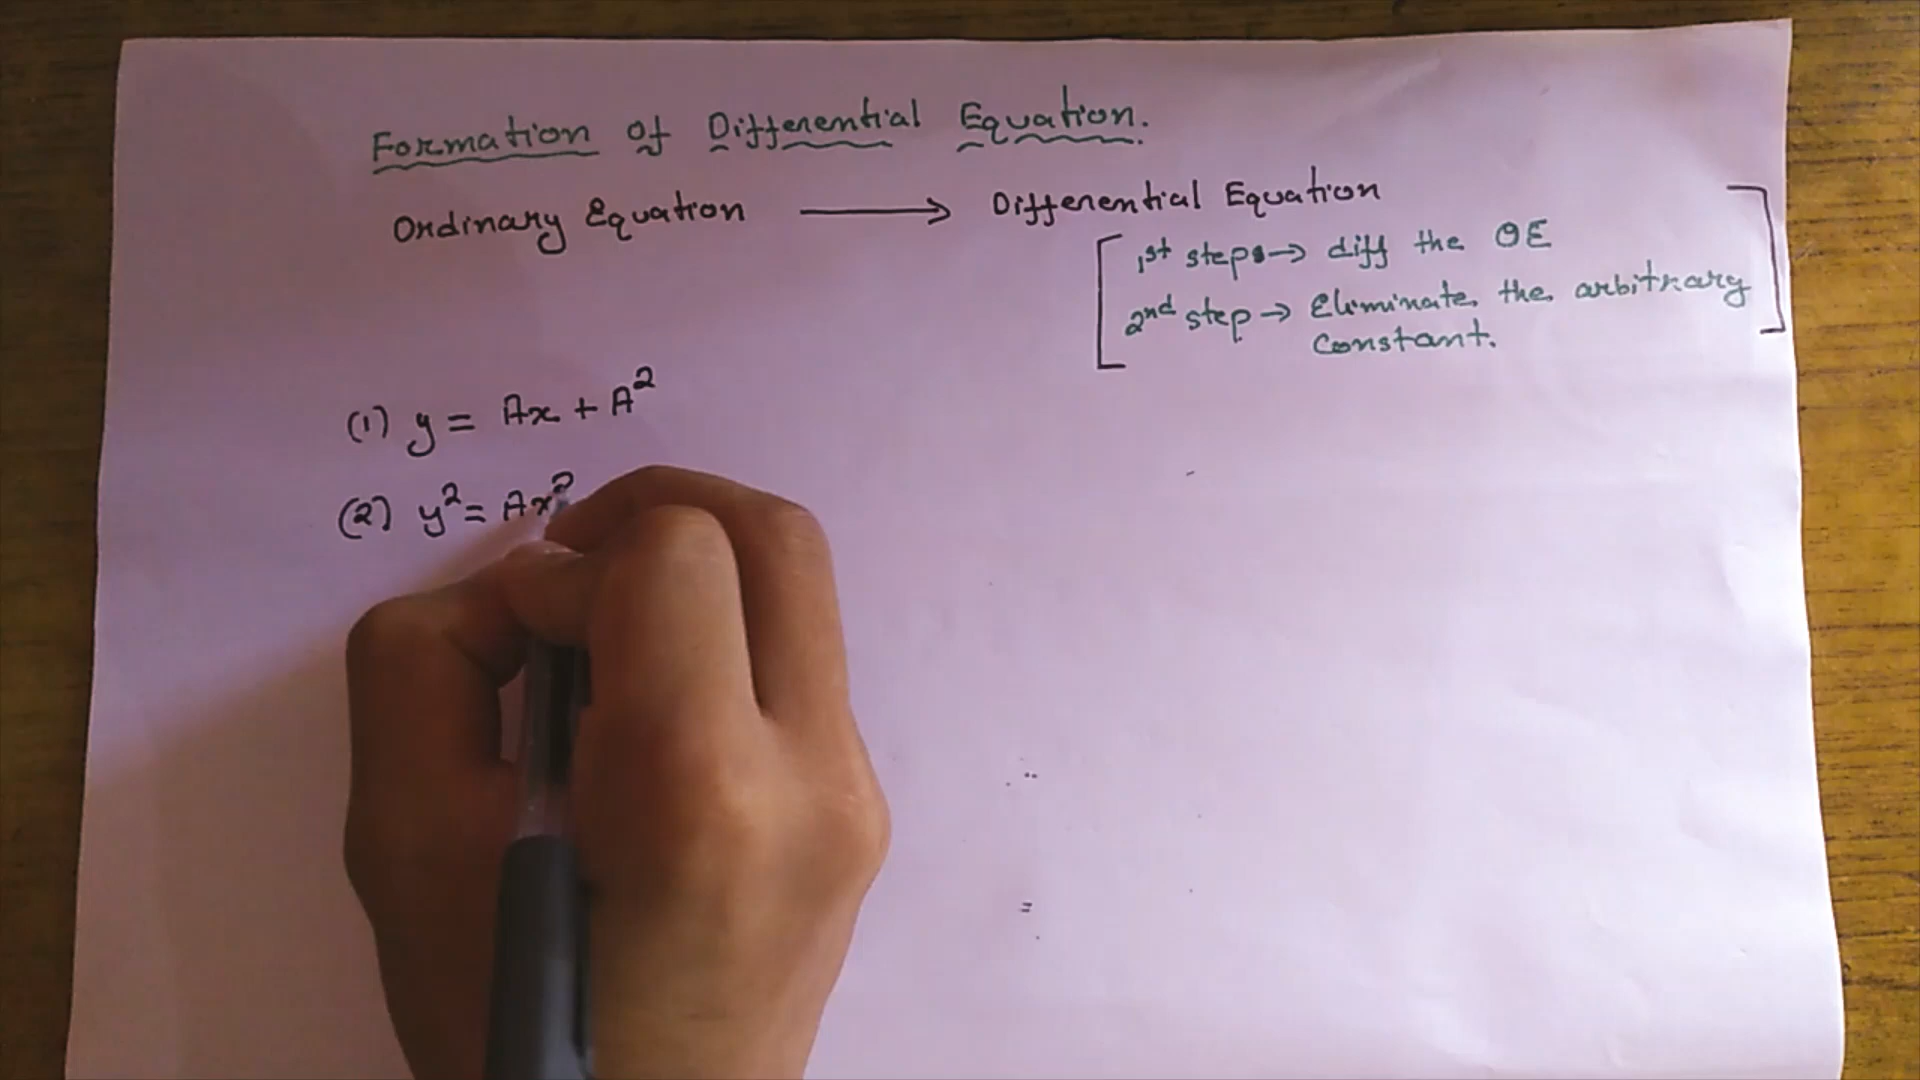 Formation of Differential Equation.
Ordinary Equation → Differential Equation
1st steps → diff the OE
2nd step → Eliminate the arbitrary
constant.
(1) y = Ax + A²
(2) y² = Ax²